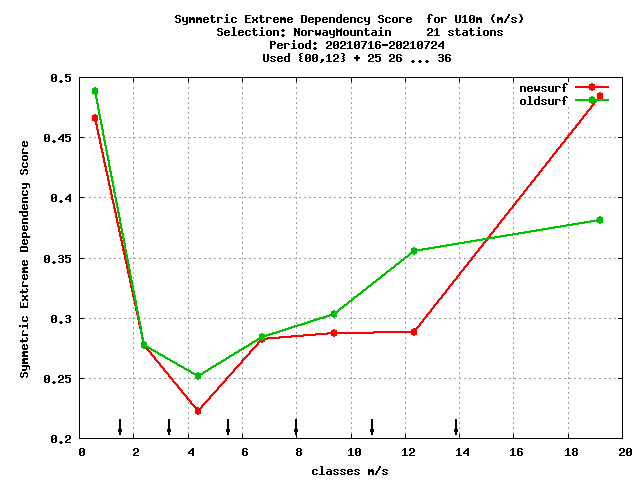 Symmetric Extreme Dependency Score  for U10m (m/s)
Selection: NorwayMountain     21 stations
Period: 20210716-20210724
Used {00,12} + 25 26 ... 36
newsurf
oldsurf
0.5
0.45
0.4
0.35
0.3
0.25
0.2
Symmetric Extreme Dependency Score
0 2 4 6 8 10 12 14 16 18 20
classes m/s